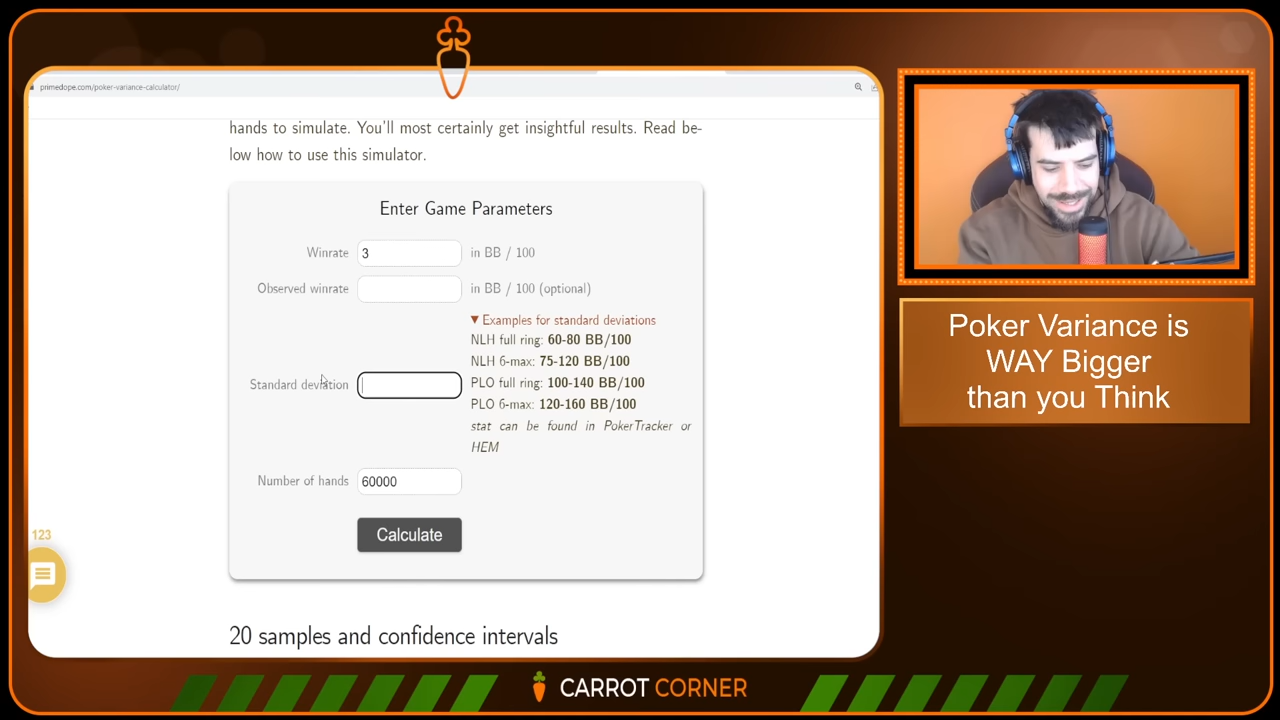 primedope.com/poker-variance-calculator/
hands to simulate. You'll most certainly get insightful results. Read be-
low how to use this simulator.
Enter Game Parameters
Winrate 3 in BB / 100
Observed winrate in BB / 100 (optional)
▼ Examples for standard deviations
NLH full ring: 60-80 BB/100
NLH 6-max: 75-120 BB/100
Standard deviation
PLO full ring: 100-140 BB/100
PLO 6-max: 120-160 BB/100
stat can be found in PokerTracker or
HEM
Number of hands 60000
Calculate
123
20 samples and confidence intervals
Poker Variance is
WAY Bigger
than you Think
CARROT CORNER